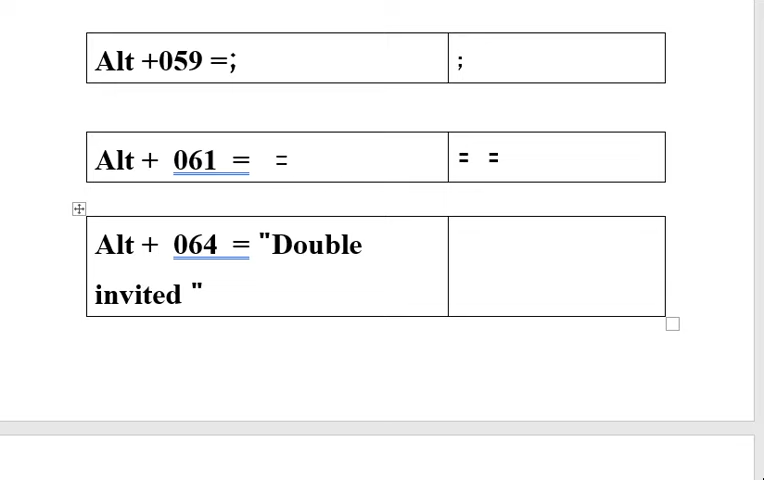 Alt +059 =;
;
Alt +  061  =   =
=  =
Alt +  064  = "Double
invited "